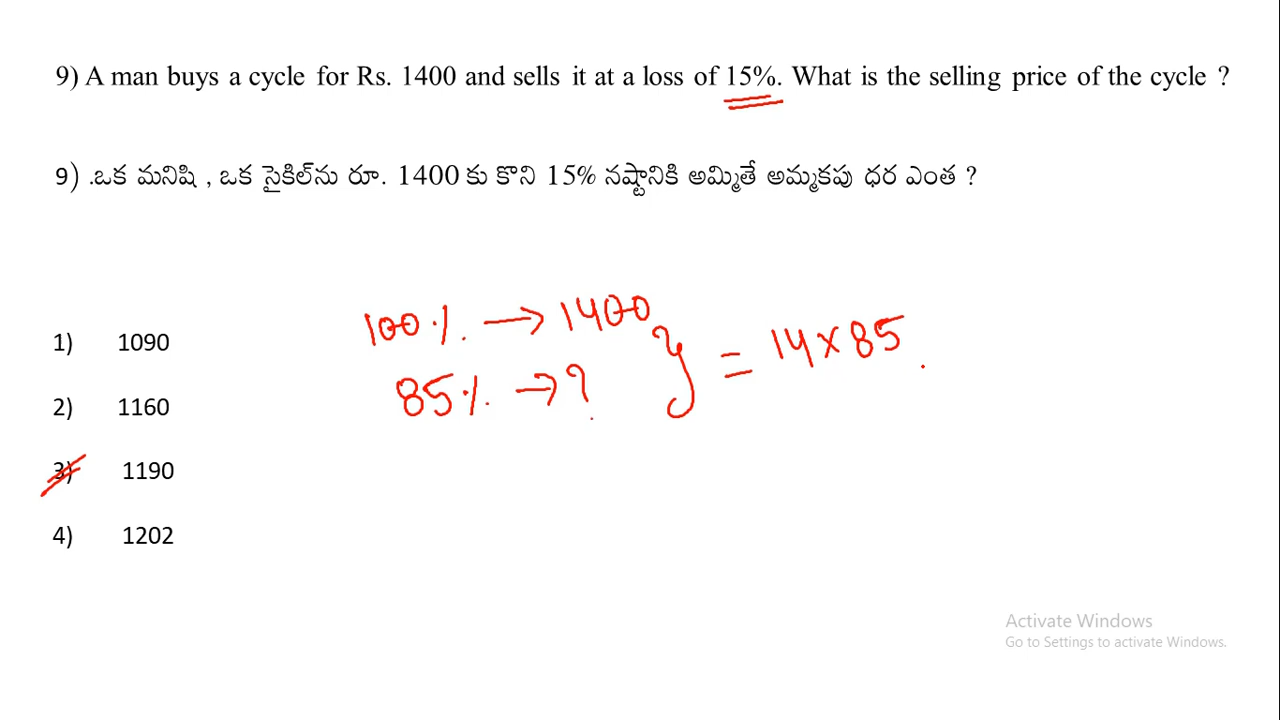 9) A man buys a cycle for Rs. 1400 and sells it at a loss of 15%. What is the selling price of the cycle ?
9) .ఒక మనిషి , ఒక సైకిల్‌ను రూ. 1400 కు కొని 15% నష్టానికి అమ్మితే అమ్మకపు ధర ఎంత ?
100% → 1400
85% → ?
= 14 × 85
1) 1090
2) 1160
3) 1190
4) 1202
Activate Windows
Go to Settings to activate Windows.